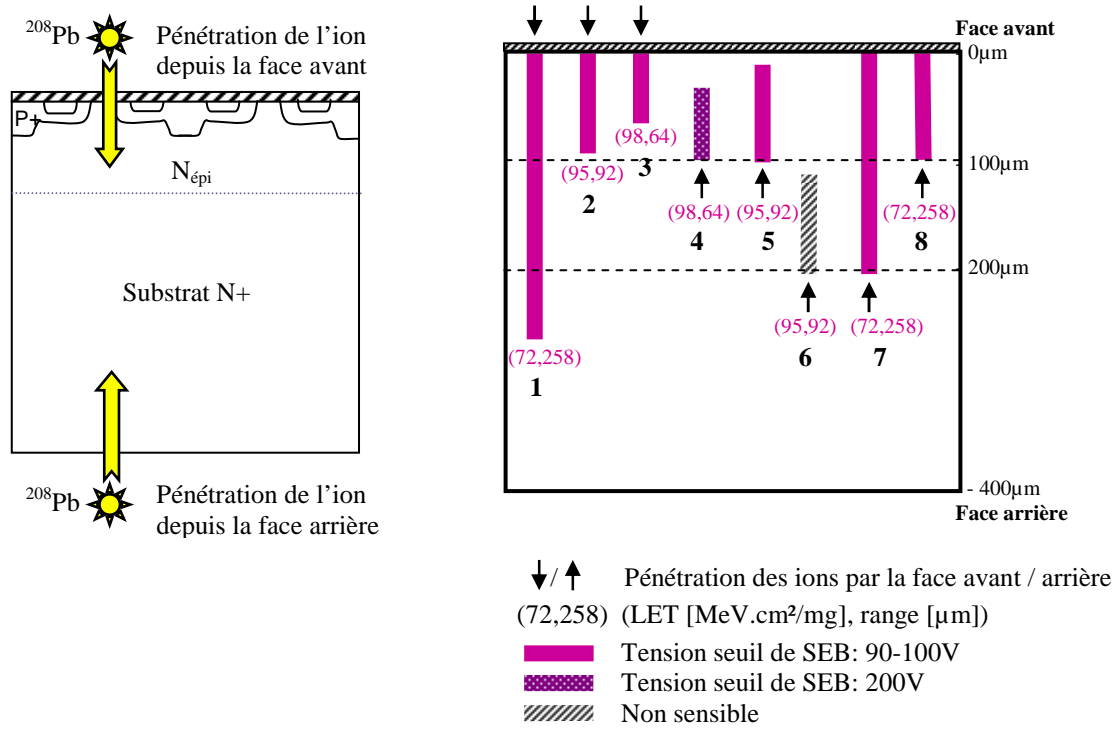 ²⁰⁸Pb
Pénétration de l’ion
depuis la face avant
P+
Népi
Substrat N+
²⁰⁸Pb
Pénétration de l’ion
depuis la face arrière
Face avant
0µm
(98,64)
3
(95,92)
2
100µm
(98,64)
4
(95,92)
5
(72,258)
8
200µm
(95,92)
6
(72,258)
7
(72,258)
1
- 400µm
Face arrière
/ Pénétration des ions par la face avant / arrière
(72,258) (LET [MeV.cm²/mg], range [µm])
Tension seuil de SEB: 90-100V
Tension seuil de SEB: 200V
Non sensible